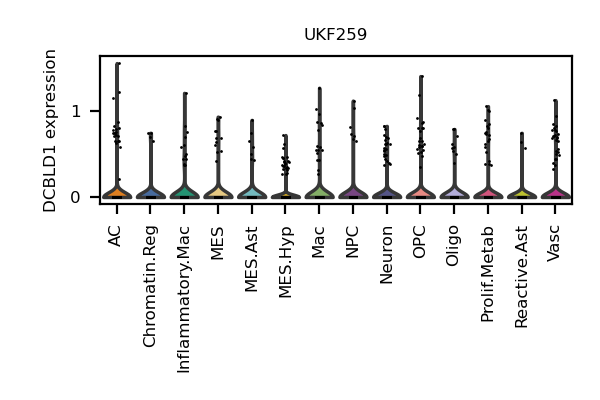 UKF259
DCBLD1 expression
1
0
AC
Chromatin.Reg
Inflammatory.Mac
MES
MES.Ast
MES.Hyp
Mac
NPC
Neuron
OPC
Oligo
Prolif.Metab
Reactive.Ast
Vasc